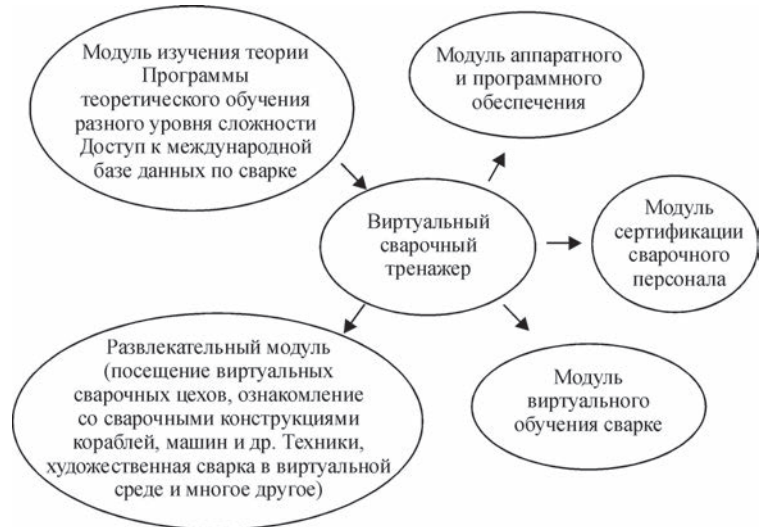 Модуль изучения теории
Программы
теоретического обучения
разного уровня сложности
Доступ к международной
базе данных по сварке
Модуль аппаратного
и программного
обеспечения
Виртуальный
сварочный
тренажер
Модуль
сертификации
сварочного
персонала
Развлекательный модуль
(посещение виртуальных
сварочных цехов, ознакомление
со сварочными конструкциями
кораблей, машин и др. Техники,
художественная сварка в виртуальной
среде и многое другое)
Модуль
виртуального
обучения сварке